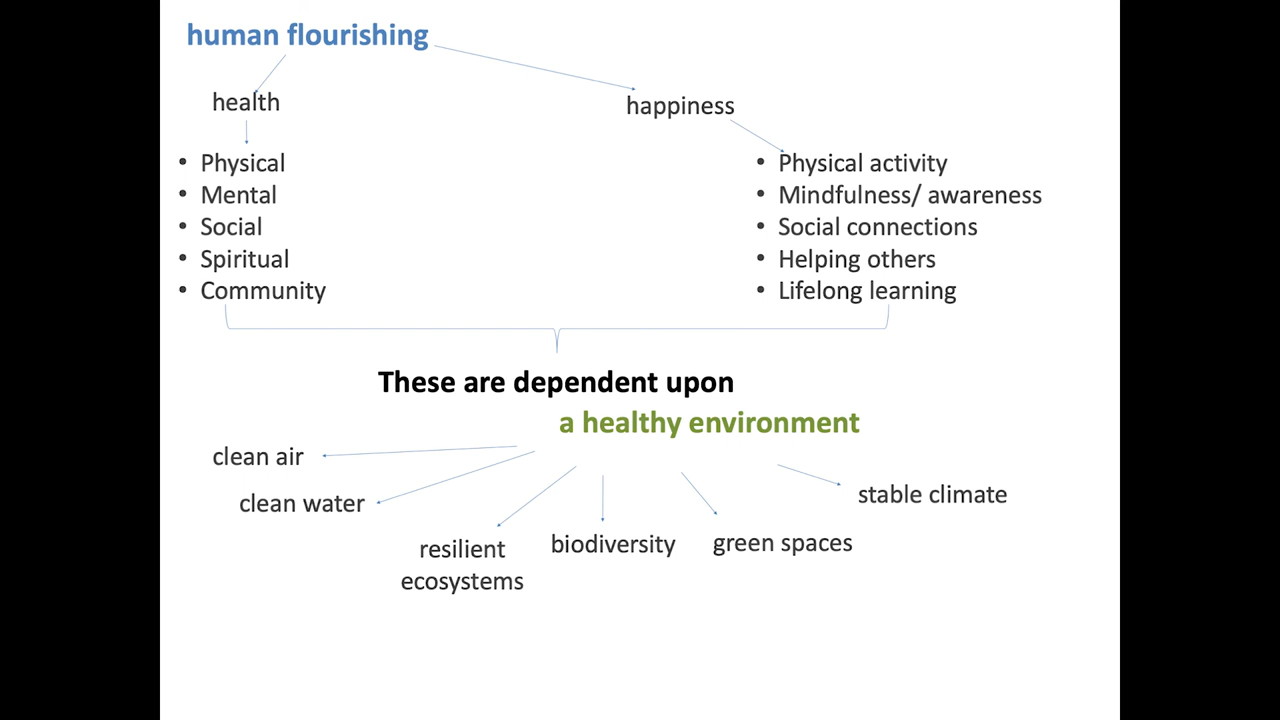 human flourishing
health
happiness
• Physical
• Mental
• Social
• Spiritual
• Community
• Physical activity
• Mindfulness/ awareness
• Social connections
• Helping others
• Lifelong learning
These are dependent upon
a healthy environment
clean air
clean water
resilient
ecosystems
biodiversity
green spaces
stable climate